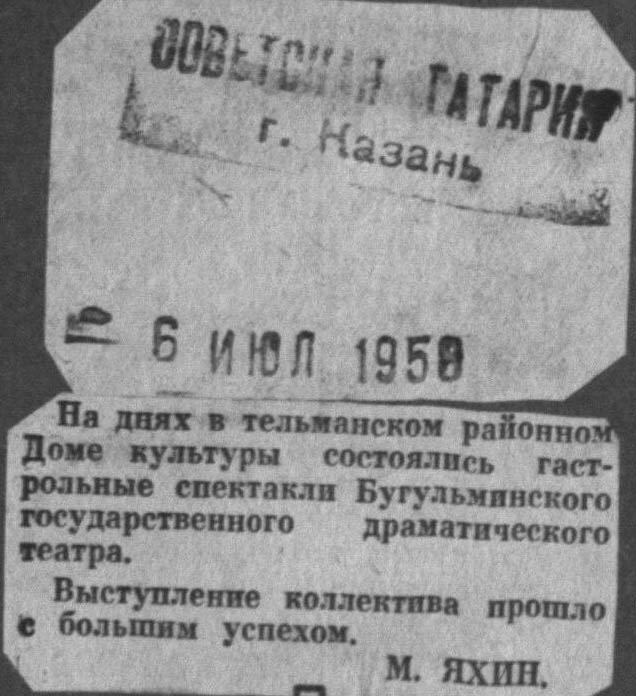 СОВЕТСКАЯ ТАТАРИЯ
г. Казань
6 ИЮЛ 1959
На днях в тельманском районном
Доме культуры состоялись гаст-
рольные спектакли Бугульминского
государственного драматического
театра.
Выступление коллектива прошло
с большим успехом.
М. ЯХИН.